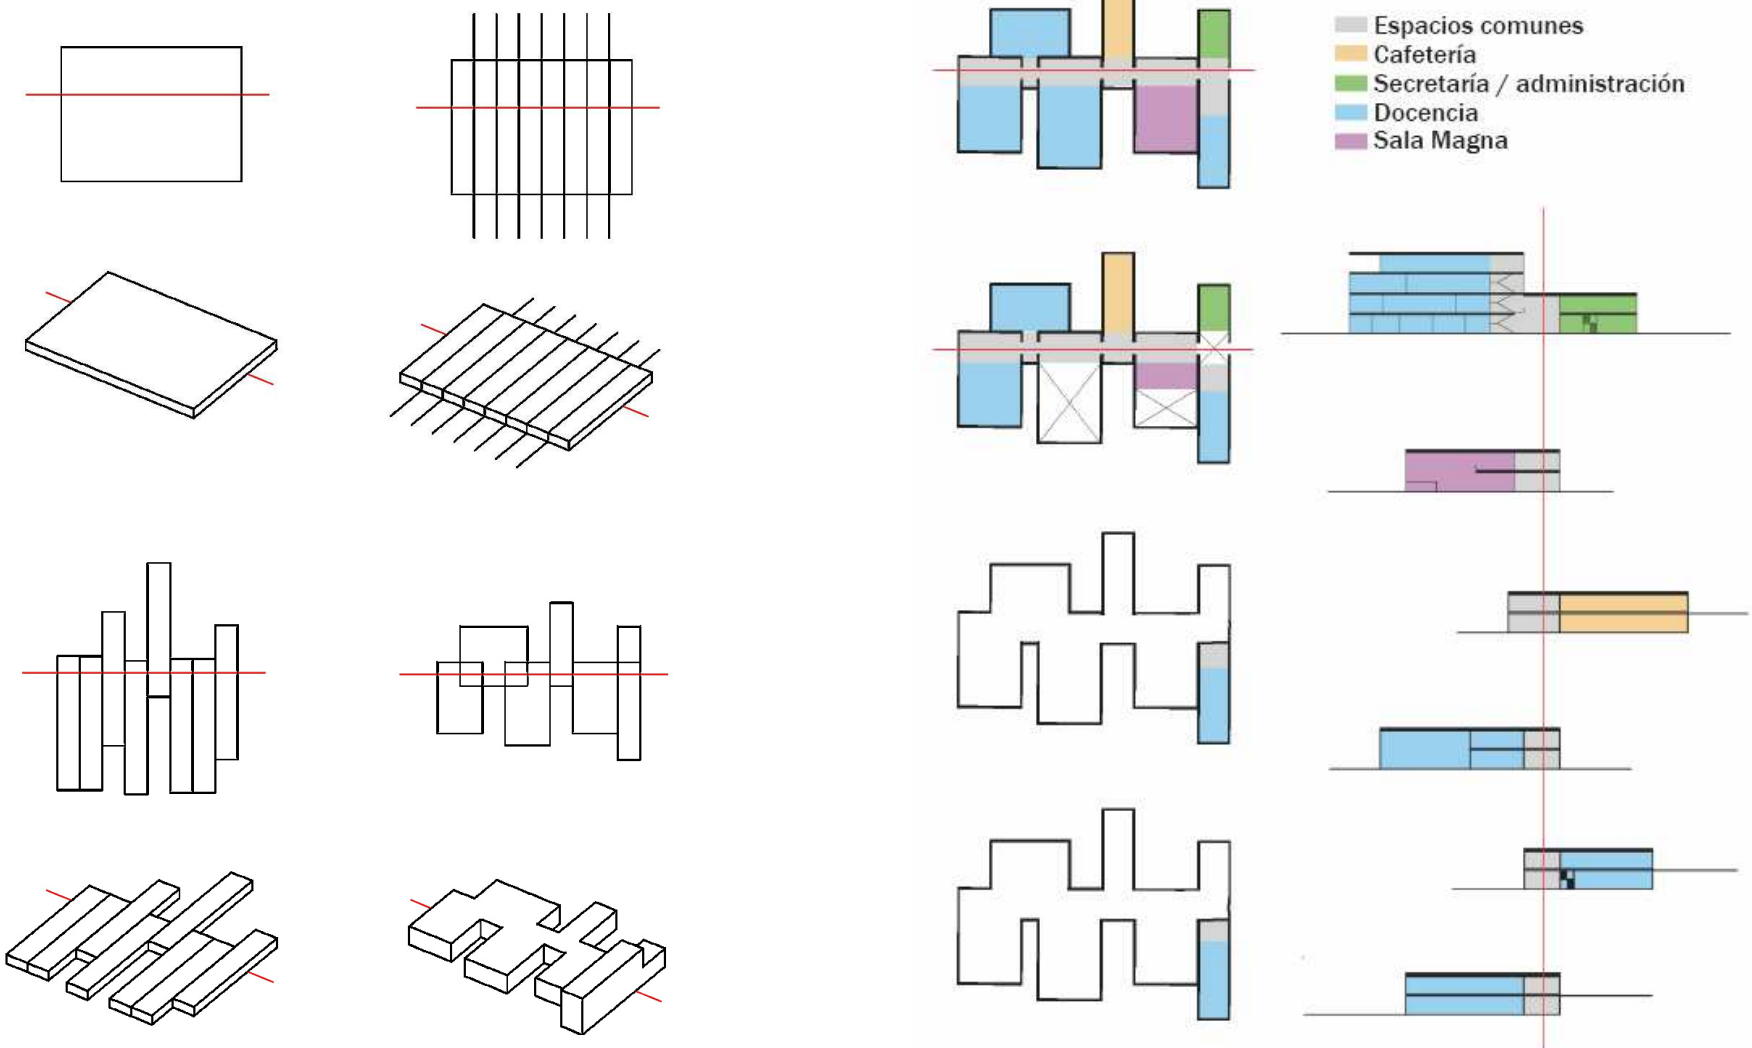 Espacios comunes
Cafetería
Secretaría / administración
Docencia
Sala Magna